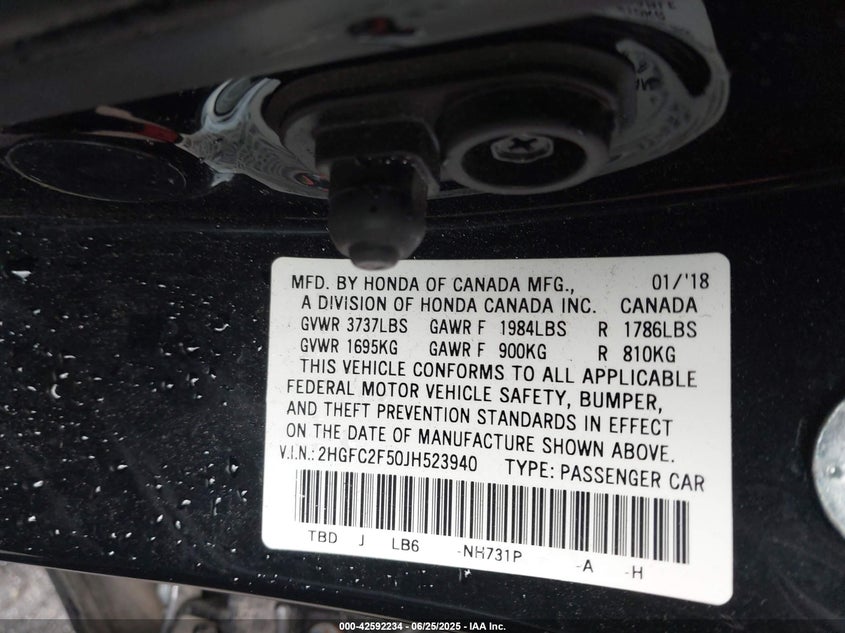 MFD. BY HONDA OF CANADA MFG., 01/'18
A DIVISION OF HONDA CANADA INC. CANADA
GVWR 3737LBS GAWR F 1984LBS R 1786LBS
GVWR 1695KG GAWR F 900KG R 810KG
THIS VEHICLE CONFORMS TO ALL APPLICABLE
FEDERAL MOTOR VEHICLE SAFETY, BUMPER,
AND THEFT PREVENTION STANDARDS IN EFFECT
ON THE DATE OF MANUFACTURE SHOWN ABOVE.
V.I.N.: 2HGFC2F50JH523940 TYPE: PASSENGER CAR
TBD J LB6 -NH731P -A -H
000-42592234 - 06/25/2025 - IAA Inc.